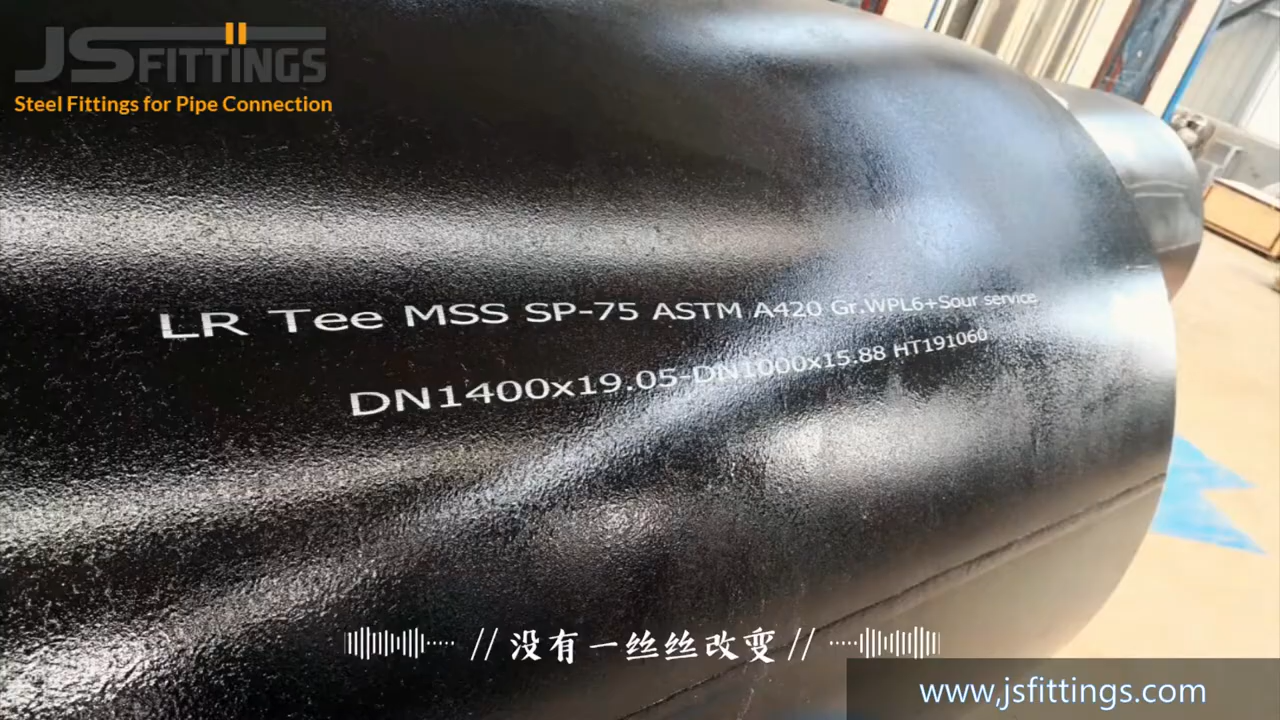 JSFITTINGS
Steel Fittings for Pipe Connection
LR Tee MSS SP-75 ASTM A420 Gr.WPL6+Sour service
DN1400x19.05-DN1000x15.88 HT191060
//没有一丝丝改变//
www.jsfittings.com